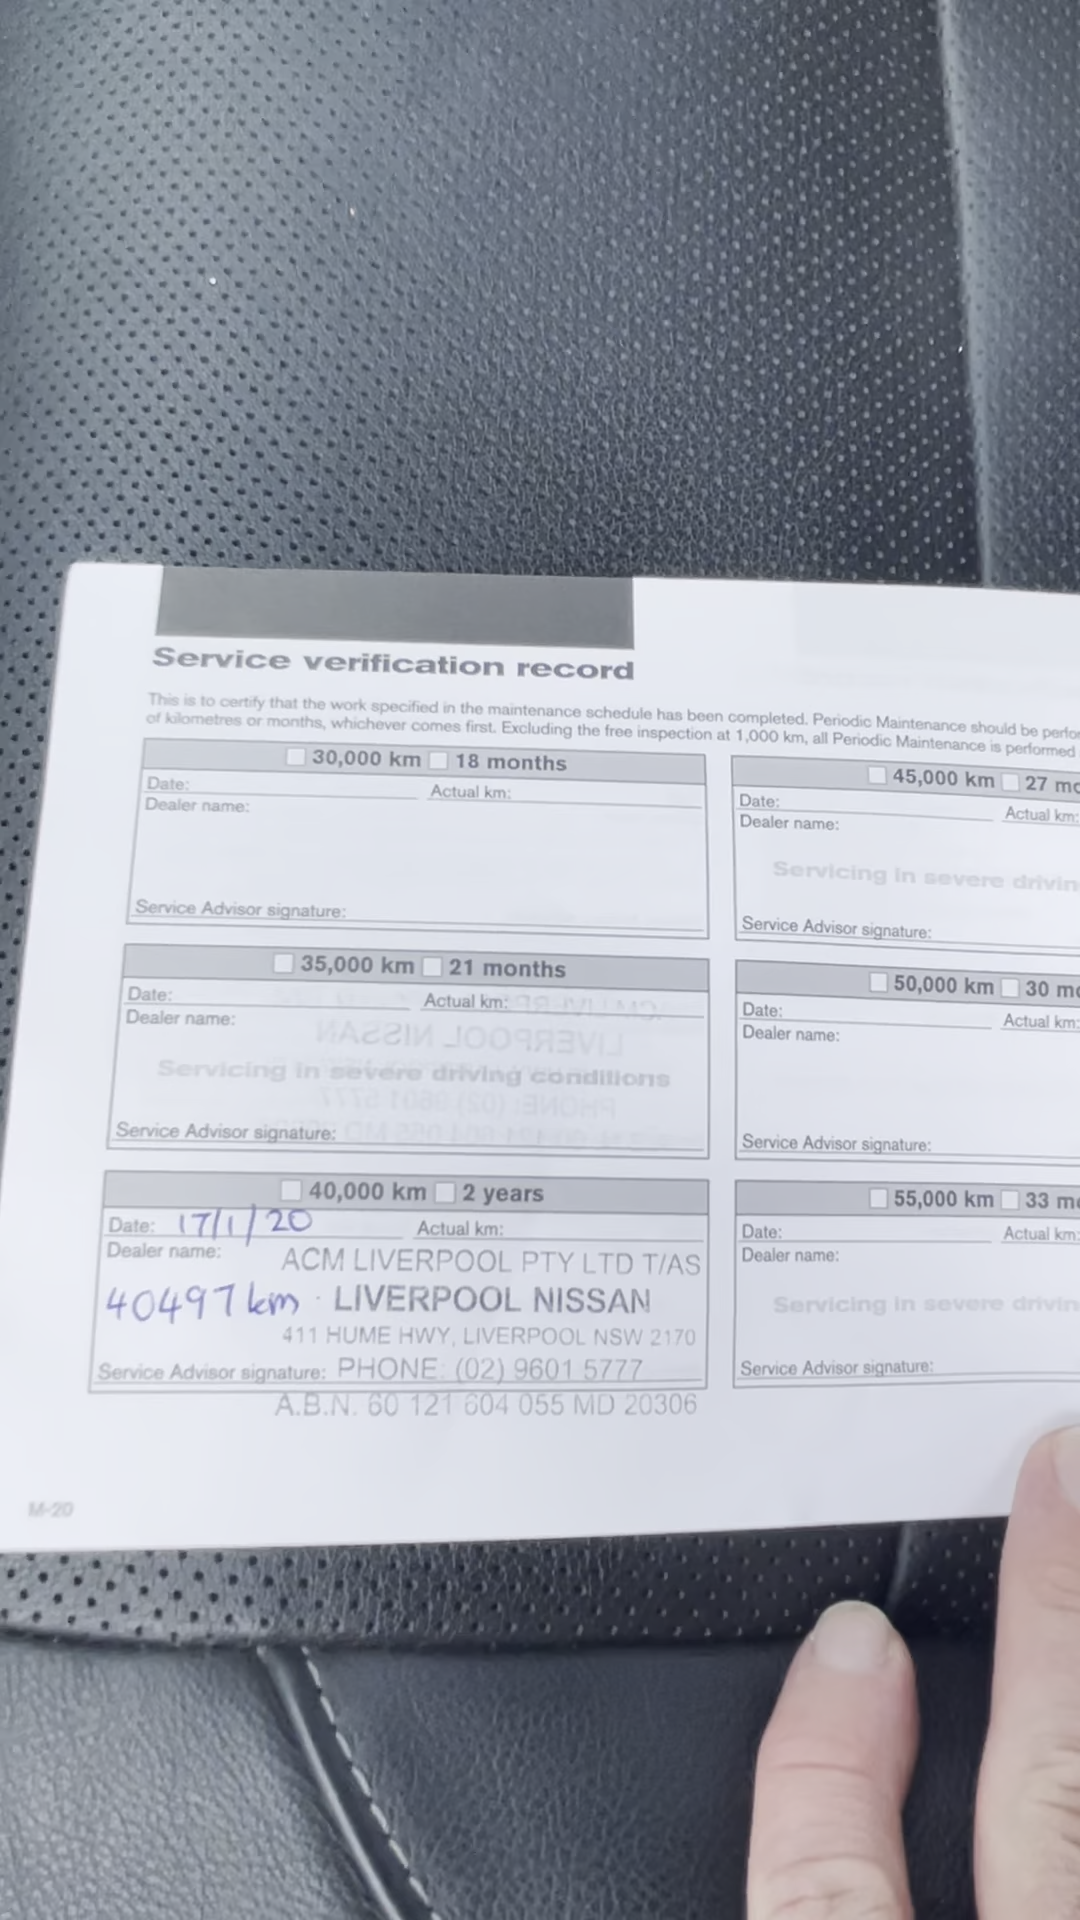 Service verification record
This is to certify that the work specified in the maintenance schedule has been completed. Periodic Maintenance should be perfo
of kilometres or months, whichever comes first. Excluding the free inspection at 1,000 km, all Periodic Maintenance is performed
30,000 km 18 months
Date: Actual km:
Dealer name:
Service Advisor signature:
35,000 km 21 months
Date: Actual km:
Dealer name:
Servicing in severe driving conditions
Service Advisor signature:
40,000 km 2 years
Date: 17/1/20 Actual km:
Dealer name: ACM LIVERPOOL PTY LTD T/AS
40497 km LIVERPOOL NISSAN
411 HUME HWY, LIVERPOOL NSW 2170
Service Advisor signature: PHONE: (02) 9601 5777
A.B.N. 60 121 604 055 MD 20306
45,000 km 27 mo
Date: Actual km:
Dealer name:
Servicing in severe drivin
Service Advisor signature:
50,000 km 30 mo
Date: Actual km:
Dealer name:
Service Advisor signature:
55,000 km 33 mo
Date: Actual km:
Dealer name:
Servicing in severe drivin
Service Advisor signature:
M-20